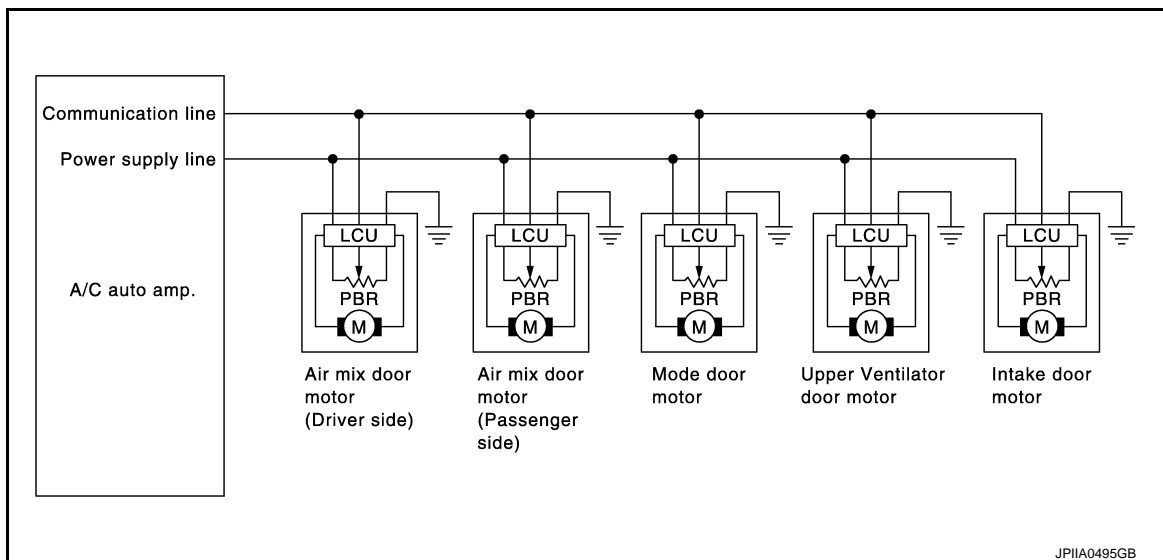 Communication line
Power supply line
A/C auto amp.
LCU
PBR
M
Air mix door
motor
(Driver side)
LCU
PBR
M
Air mix door
motor
(Passenger
side)
LCU
PBR
M
Mode door
motor
LCU
PBR
M
Upper Ventilator
door motor
LCU
PBR
M
Intake door
motor
JPIIA0495GB